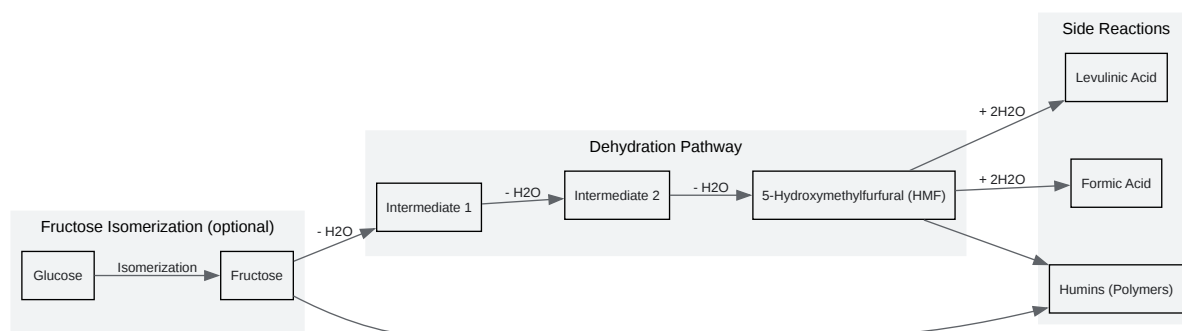 Side Reactions
Levulinic Acid
+ 2H2O
Dehydration Pathway
- H2O
Intermediate 2
- H2O
5-Hydroxymethylfurfural (HMF)
+ 2H2O
Formic Acid
Intermediate 1
Fructose Isomerization (optional)
- H2O
Glucose
Isomerization
Fructose
Humins (Polymers)